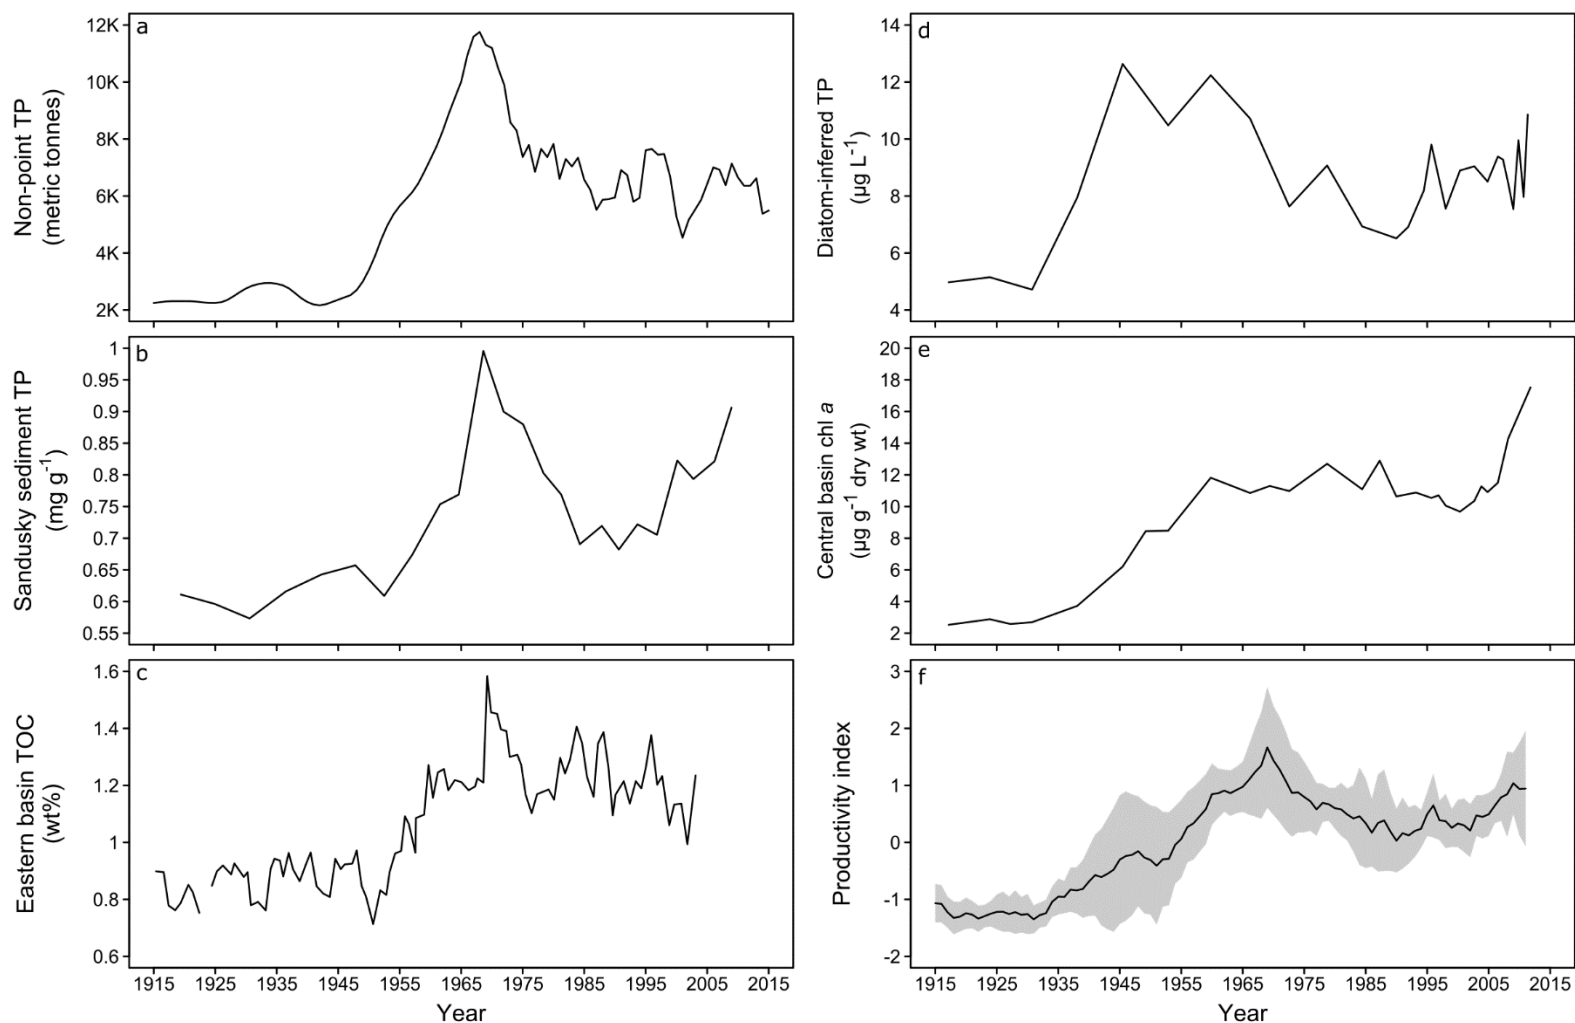 a
Non-point TP
(metric tonnes)
12K
10K
8K
6K
4K
2K
b
Sandusky sediment TP
(mg g⁻¹)
1
0.95
0.9
0.85
0.8
0.75
0.7
0.65
0.6
0.55
c
Eastern basin TOC
(wt%)
1.6
1.4
1.2
1
0.8
0.6
1915 1925 1935 1945 1955 1965 1975 1985 1995 2005 2015
Year
d
Diatom-inferred TP
(µg L⁻¹)
14
12
10
8
6
4
e
Central basin chl a
(µg g⁻¹ dry wt)
20
18
16
14
12
10
8
6
4
2
f
Productivity index
3
2
1
0
-1
-2
1915 1925 1935 1945 1955 1965 1975 1985 1995 2005 2015
Year